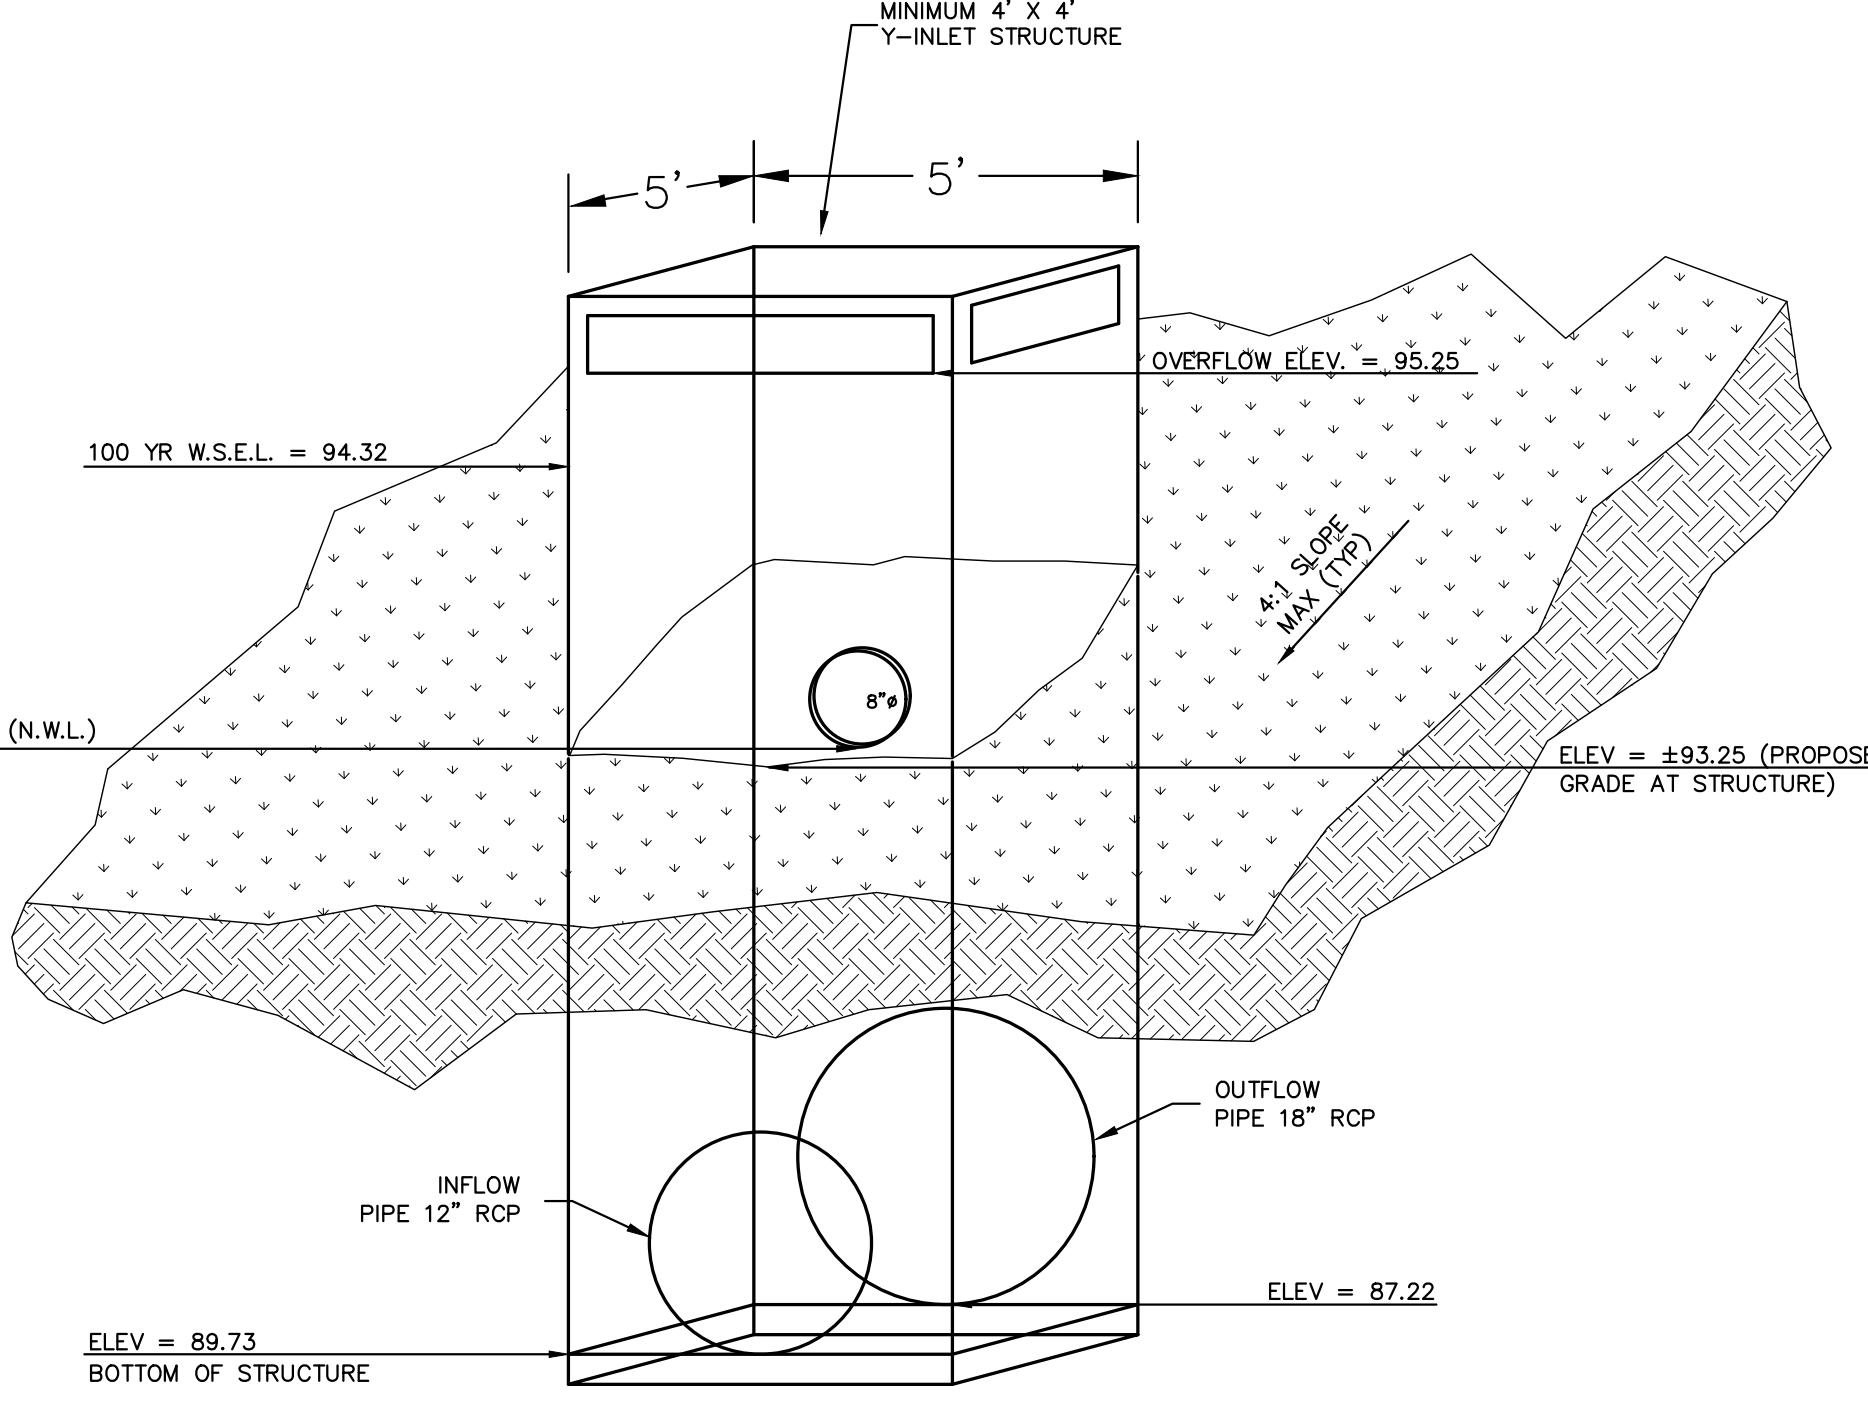 MINIMUM 4' X 4'
Y-INLET STRUCTURE
5'
5'
OVERFLOW ELEV. = 95.25
100 YR W.S.E.L. = 94.32
4:1 SLOPE
MAX (TYP)
8"ø
(N.W.L.)
ELEV = ±93.25 (PROPOSE
GRADE AT STRUCTURE)
OUTFLOW
PIPE 18" RCP
INFLOW
PIPE 12" RCP
ELEV = 87.22
ELEV = 89.73
BOTTOM OF STRUCTURE